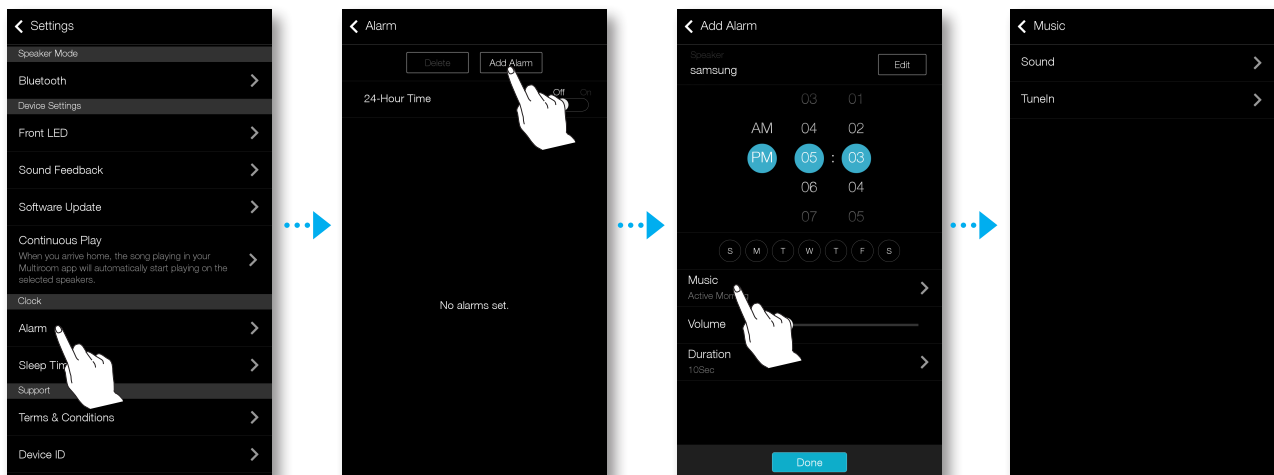 Settings
Speaker Mode
Bluetooth
Device Settings
Front LED
Sound Feedback
Software Update
Continuous Play
When you arrive home, the song playing in your
Multiroom app will automatically start playing on the
selected speakers.
Clock
Alarm
Sleep Tim
Support
Terms & Conditions
Device ID
Alarm
Delete
Add Alarm
24-Hour Time
Off On
No alarms set.
Add Alarm
Speaker
samsung
Edit
03 01
AM 04 02
PM 05 : 03
06 04
07 05
S M T W T F S
Music
Active Morning
Volume
Duration
10Sec
Done
Music
Sound
TuneIn